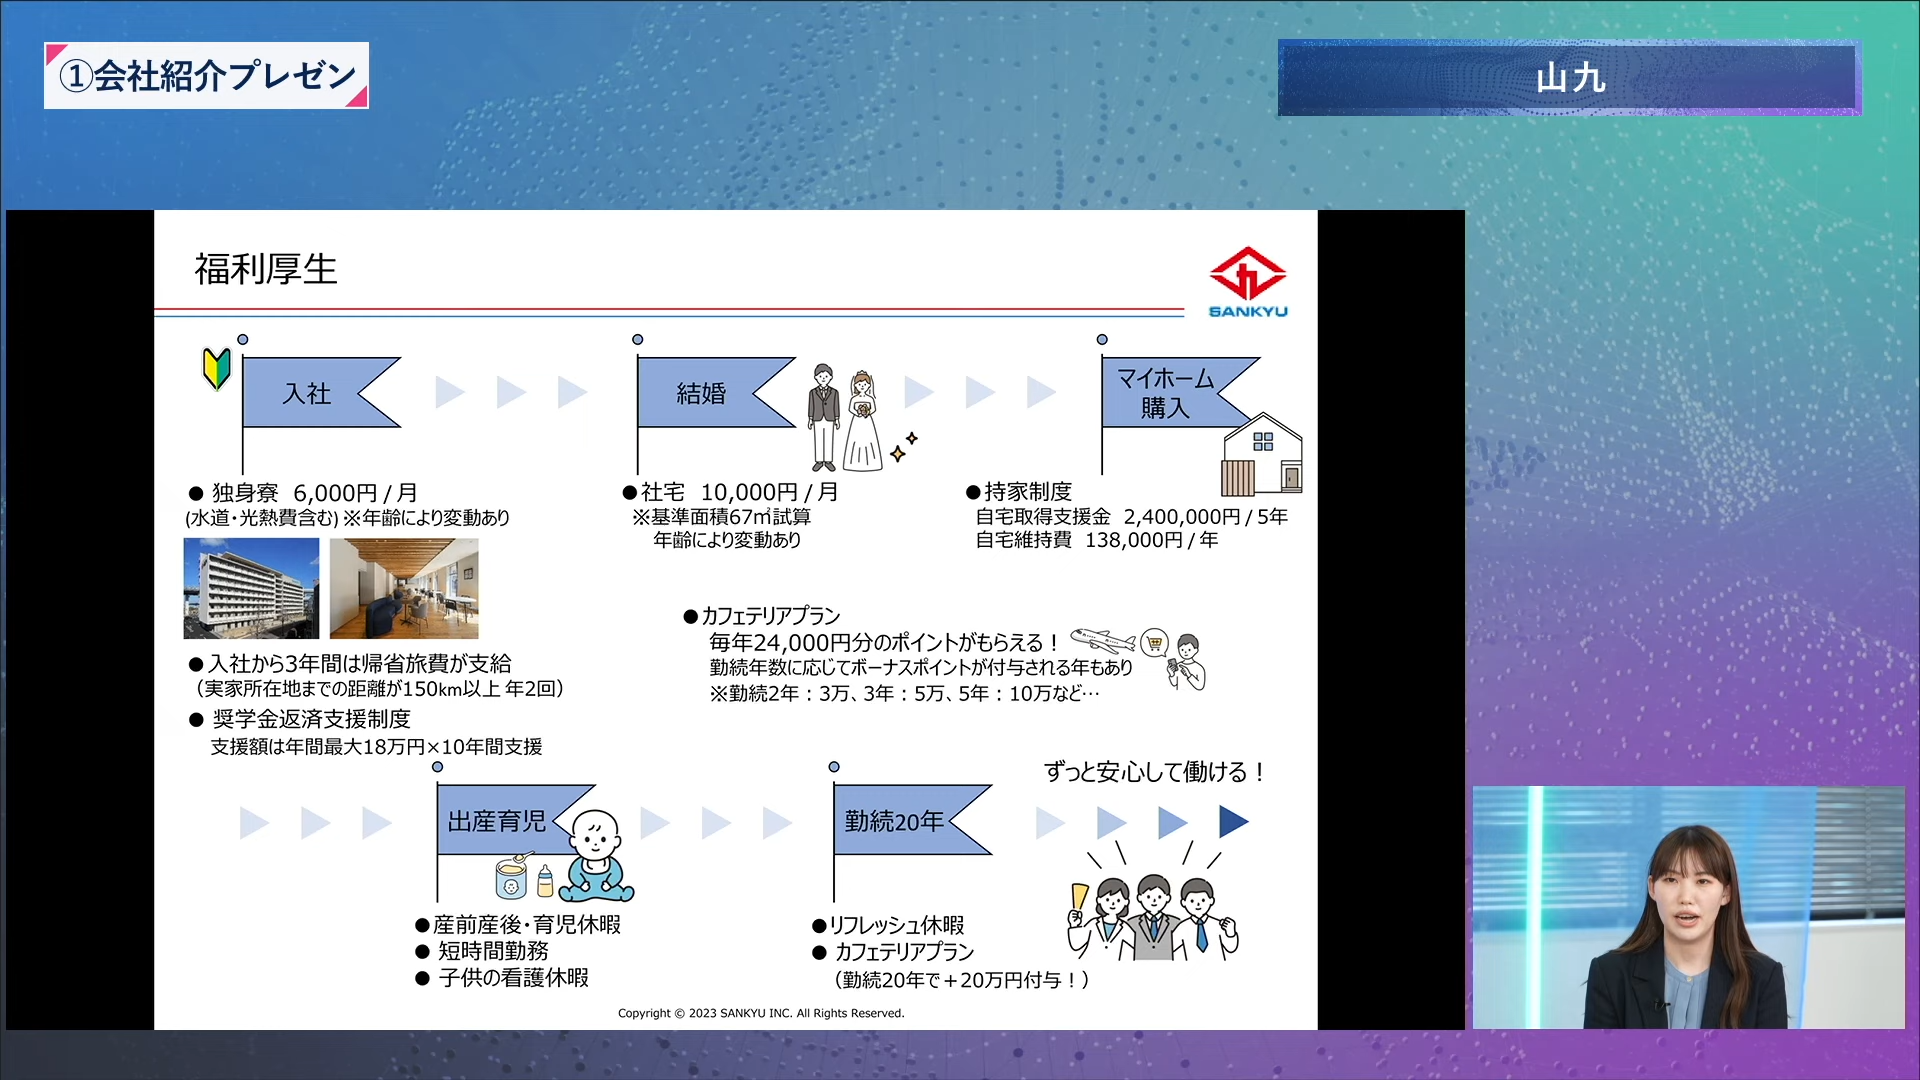 ①会社紹介プレゼン
山九
福利厚生
SANKYU
入社
結婚
マイホーム
購入
● 独身寮 6,000円 / 月
(水道・光熱費含む) ※年齢により変動あり
●社宅 10,000円 / 月
※基準面積67㎡試算
年齢により変動あり
●持家制度
自宅取得支援金 2,400,000円 / 5年
自宅維持費 138,000円 / 年
●入社から3年間は帰省旅費が支給
（実家所在地までの距離が150km以上 年2回）
● 奨学金返済支援制度
支援額は年間最大18万円×10年間支援
●カフェテリアプラン
毎年24,000円分のポイントがもらえる！
勤続年数に応じてボーナスポイントが付与される年もあり
※勤続2年：3万、3年：5万、5年：10万など…
出産育児
勤続20年
ずっと安心して働ける！
●産前産後・育児休暇
● 短時間勤務
● 子供の看護休暇
●リフレッシュ休暇
● カフェテリアプラン
（勤続20年で＋20万円付与！）
Copyright © 2023 SANKYU INC. All Rights Reserved.